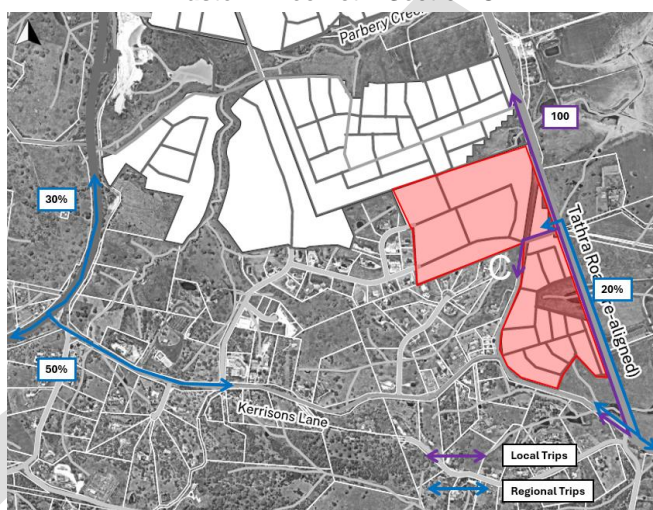 Parbery Creek
100
30%
Tathra Road (re-aligned)
20%
50%
Kerrisons Lane
Local Trips
Regional Trips